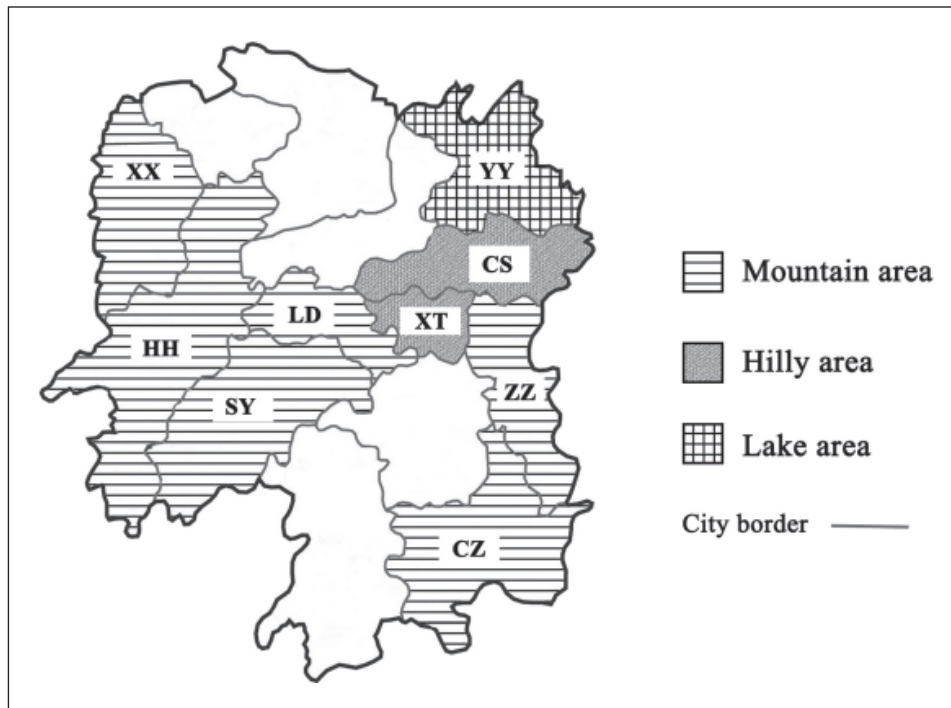 XX
YY
CS
LD
XT
HH
ZZ
SY
CZ
Mountain area
Hilly area
Lake area
City border